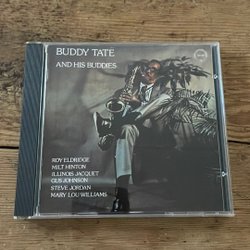 BUDDY TATE
AND HIS BUDDIES
ROY ELDRIDGE
MILT HINTON
ILLINOIS JACQUET
GUS JOHNSON
STEVE JORDAN
MARY LOU WILLIAMS